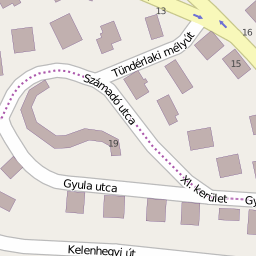 13
16
Tündérlaki mélyút
15
Számadó utca
19
XI. kerület
Gyula utca
Gy
Kelenhegyi út